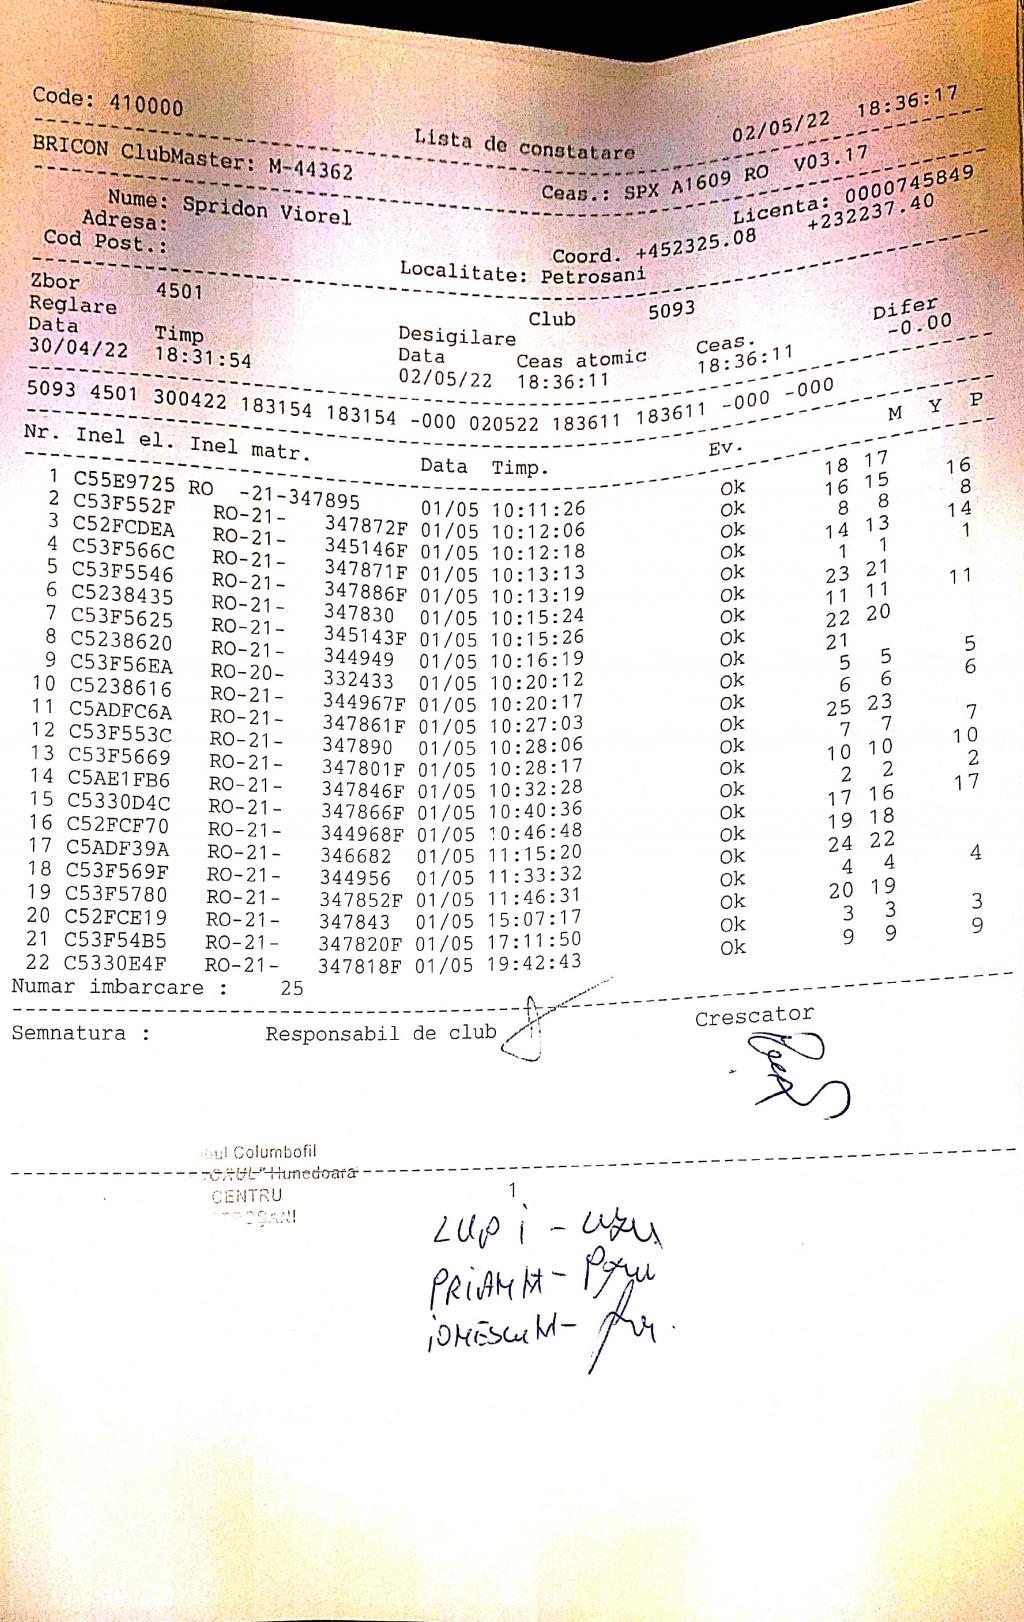 Code: 410000 Lista de constatare 02/05/22 18:36:17
BRICON ClubMaster: M-44362 Ceas.: SPX A1609 RO V03.17
Nume: Spridon Viorel Licenta: 0000745849
Adresa: Coord. +452325.08 +232237.40
Cod Post.: Localitate: Petrosani
Zbor 4501 Club 5093
Reglare Desigilare Difer
Data Timp Data Ceas atomic Ceas. -0.00
30/04/22 18:31:54 02/05/22 18:36:11 18:36:11
5093 4501 300422 183154 183154 -000 020522 183611 183611 -000 -000
Nr. Inel el. Inel matr. Data Timp. Ev. M Y P
1 C55E9725 RO -21-347895 01/05 10:11:26 Ok 18 17
2 C53F552F RO-21- 347872F 01/05 10:12:06 Ok 16 15 16
3 C52FCDEA RO-21- 345146F 01/05 10:12:18 Ok 8 8 8
4 C53F566C RO-21- 347871F 01/05 10:13:13 Ok 14 13 14
5 C53F5546 RO-21- 347886F 01/05 10:13:19 Ok 1 1 1
6 C5238435 RO-21- 347830 01/05 10:15:24 Ok 23 21
7 C53F5625 RO-21- 345143F 01/05 10:15:26 Ok 11 11 11
8 C5238620 RO-21- 344949 01/05 10:16:19 Ok 22 20
9 C53F56EA RO-20- 332433 01/05 10:20:12 Ok 21
10 C5238616 RO-21- 344967F 01/05 10:20:17 Ok 5 5 5
11 C5ADFC6A RO-21- 347861F 01/05 10:27:03 Ok 6 6 6
12 C53F553C RO-21- 347890 01/05 10:28:06 Ok 25 23
13 C53F5669 RO-21- 347801F 01/05 10:28:17 Ok 7 7 7
14 C5AE1FB6 RO-21- 347846F 01/05 10:32:28 Ok 10 10 10
15 C5330D4C RO-21- 347866F 01/05 10:40:36 Ok 2 2 2
16 C52FCF70 RO-21- 344968F 01/05 10:46:48 Ok 17 16 17
17 C5ADF39A RO-21- 346682 01/05 11:15:20 Ok 19 18
18 C53F569F RO-21- 344956 01/05 11:33:32 Ok 24 22
19 C53F5780 RO-21- 347852F 01/05 11:46:31 Ok 4 4 4
20 C52FCE19 RO-21- 347843 01/05 15:07:17 Ok 20 19
21 C53F54B5 RO-21- 347820F 01/05 17:11:50 Ok 3 3 3
22 C5330E4F RO-21- 347818F 01/05 19:42:43 Ok 9 9 9
Numar imbarcare : 25
Semnatura : Responsabil de club Crescator
Columbofil
Hunedoara
CENTRU
1
LUP i -